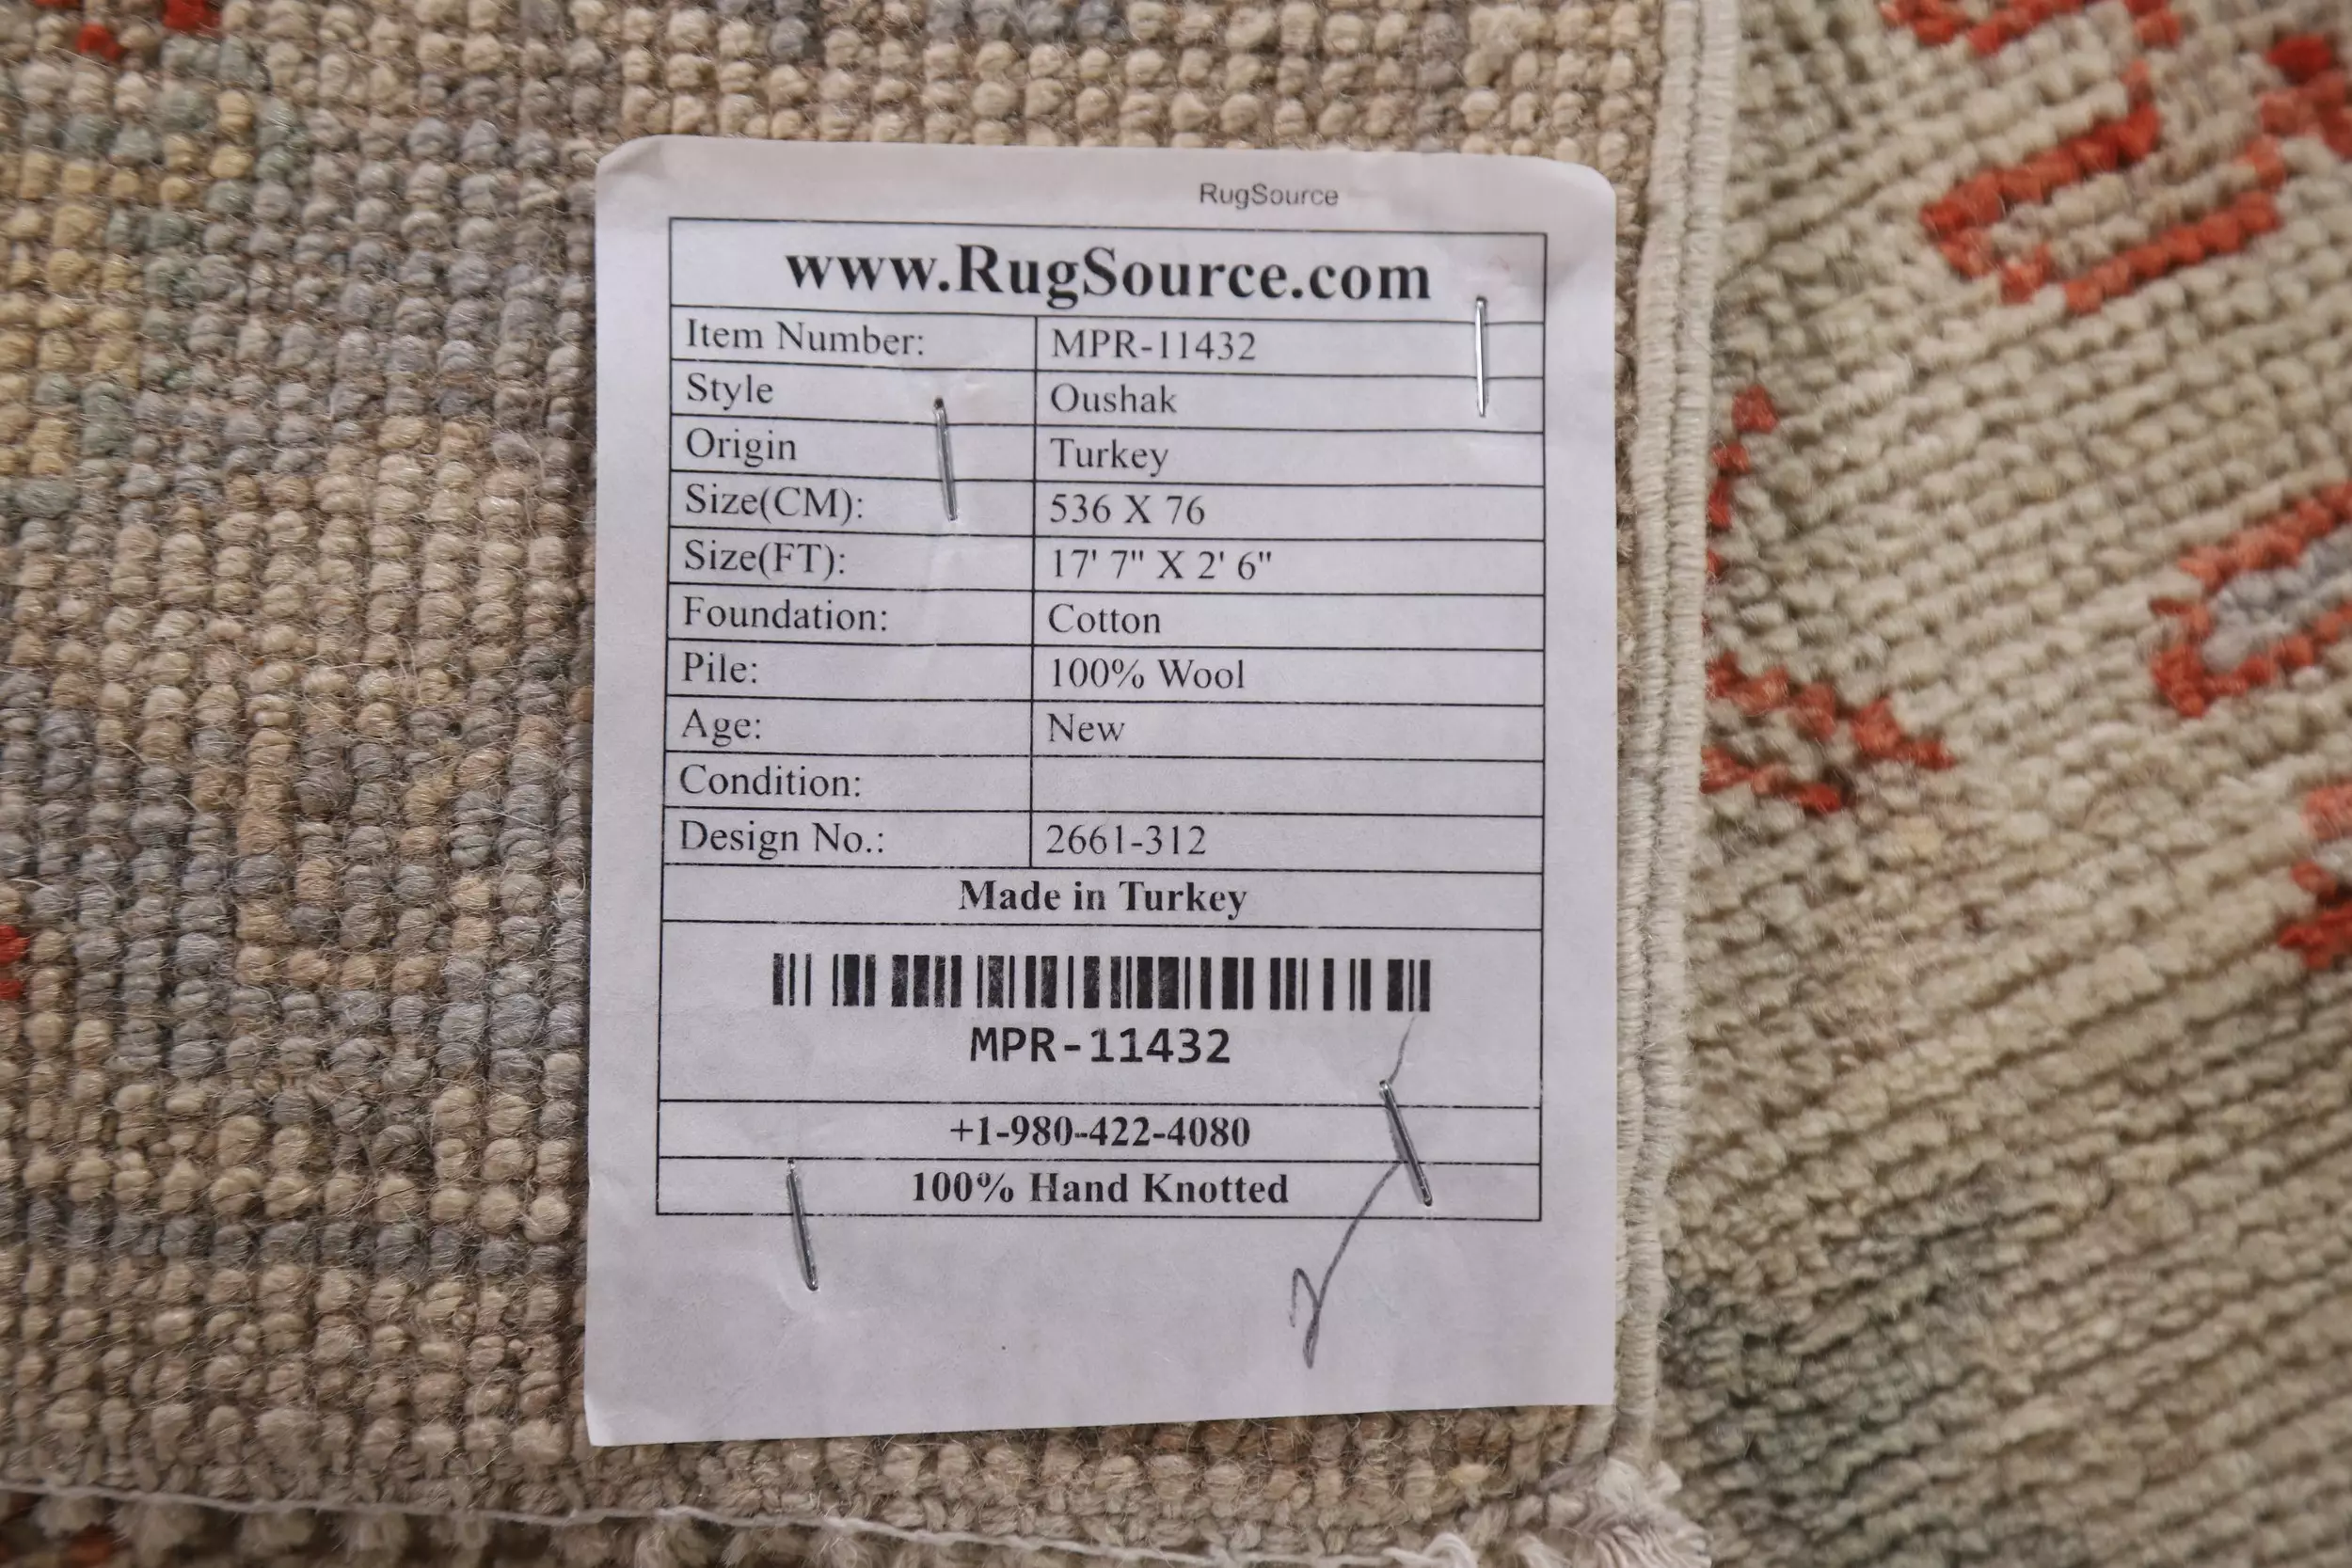 RugSource
www.RugSource.com
Item Number: MPR-11432
Style Oushak
Origin Turkey
Size(CM): 536 X 76
Size(FT): 17' 7" X 2' 6"
Foundation: Cotton
Pile: 100% Wool
Age: New
Condition:
Design No.: 2661-312
Made in Turkey
MPR-11432
+1-980-422-4080
100% Hand Knotted